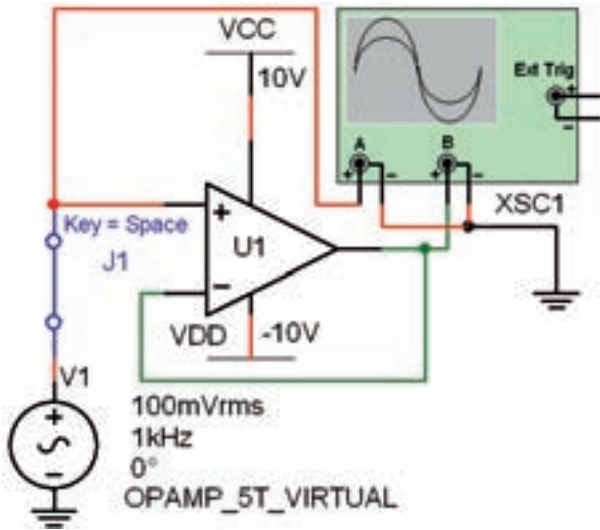 VCC
10V
Ext Trig
+
-
A
B
+
-
+
-
XSC1
Key = Space
J1
+
-
U1
VDD
-10V
V1
+
-
100mVrms
1kHz
0°
OPAMP_5T_VIRTUAL